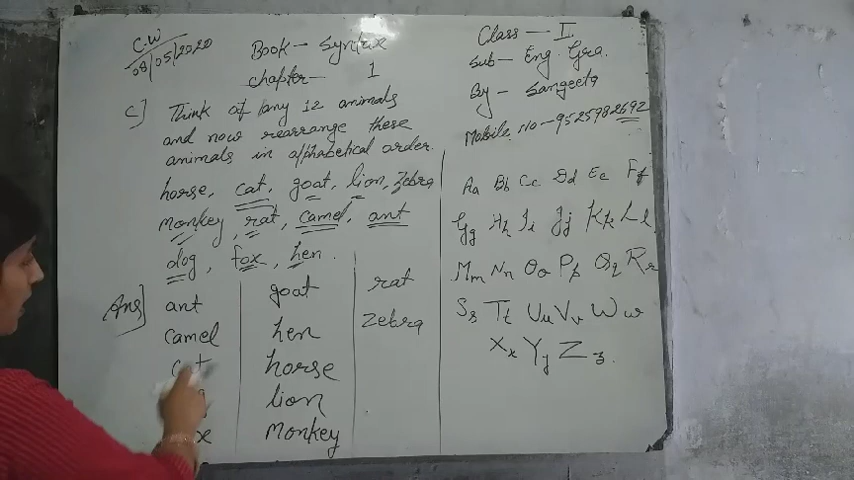 C.W
08/05/2020
Book - Syntax
chapter - 1
Class - I
Sub - Eng. Gra.
By - Sangeeta
Mobile no - 9525982692
C] Think of any 12 animals
and now rearrange these
animals in alphabetical order.
horse, cat, goat, lion, Zebra
Monkey, rat, camel, ant
dog, fox, hen.
Ans]
ant
camel
goat
hen
horse
lion
Monkey
rat
Zebra
Aa Bb Cc Dd Ee Ff
Gg Hh Ii Jj Kk Ll
Mm Nn Oo Pp Qq Rr
Ss Tt Uu Vv Ww
Xx Yy Zz.